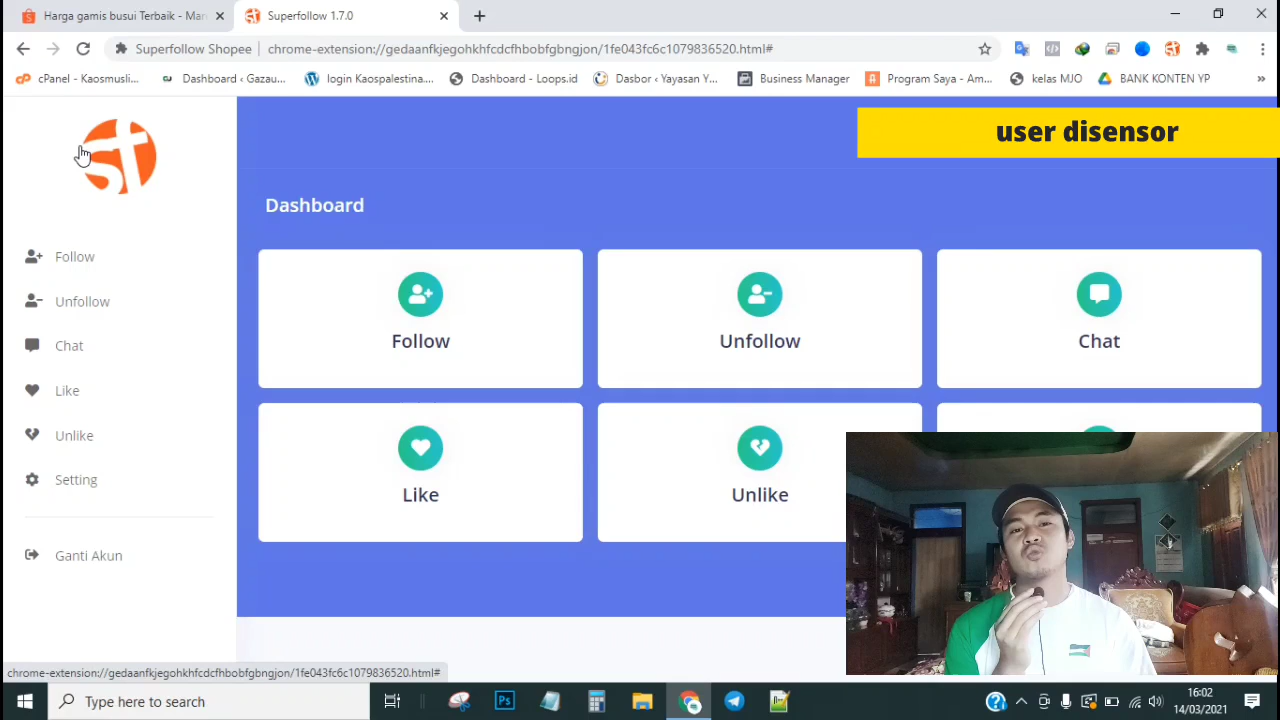 Harga gamis busui Terbaik - Mar
Superfollow 1.7.0
Superfollow Shopee
chrome-extension://gedaanfkjegohkhfcdcfhbobfgbngjon/1fe043fc6c1079836520.html#
cPanel - Kaosmusli...
Dashboard ‹ Gazau...
login Kaospalestina....
Dashboard - Loops.id
Dasbor ‹ Yayasan Y...
Business Manager
Program Saya - Am...
kelas MJO
BANK KONTEN YP
»
user disensor
Dashboard
Follow
Unfollow
Chat
Like
Unlike
Setting
Ganti Akun
Follow
Unfollow
Chat
Like
Unlike
chrome-extension://gedaanfkjegohkhfcdcfhbobfgbngjon/1fe043fc6c1079836520.html#
Type here to search
Ps
16:02
14/03/2021